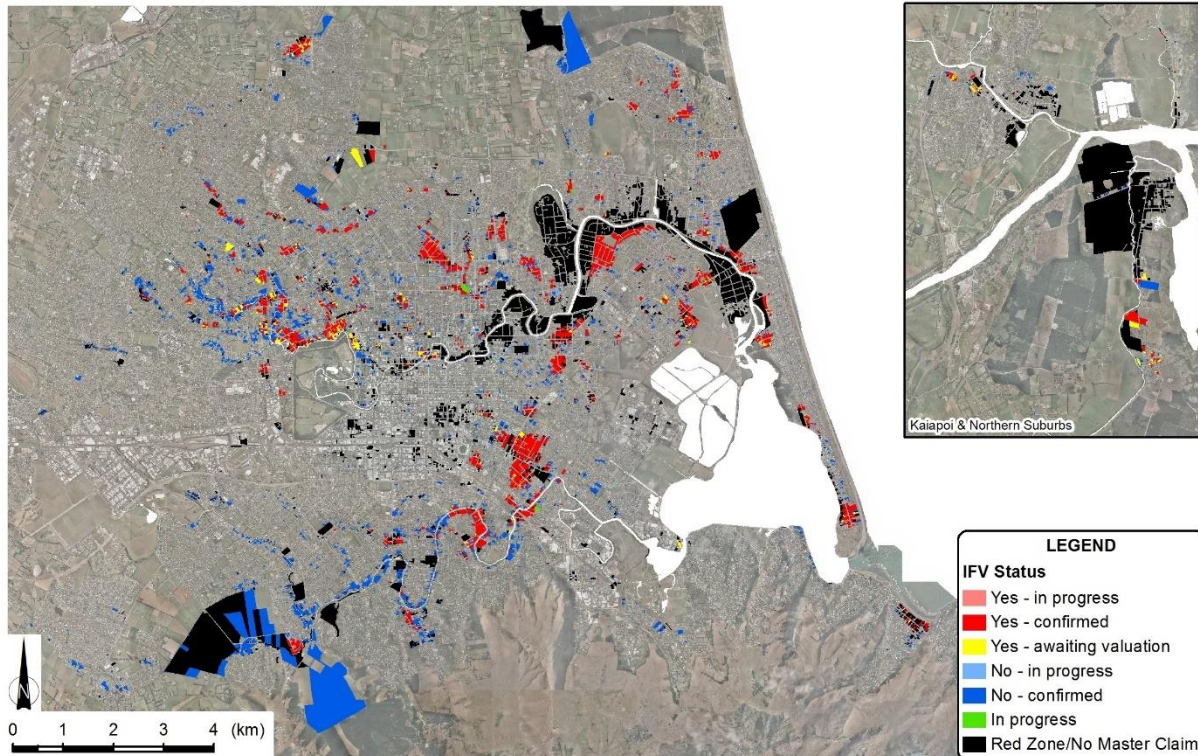 Kaiapoi & Northern Suburbs
LEGEND
IFV Status
Yes - in progress
Yes - confirmed
Yes - awaiting valuation
No - in progress
No - confirmed
In progress
Red Zone/No Master Claim
N
0 1 2 3 4 (km)